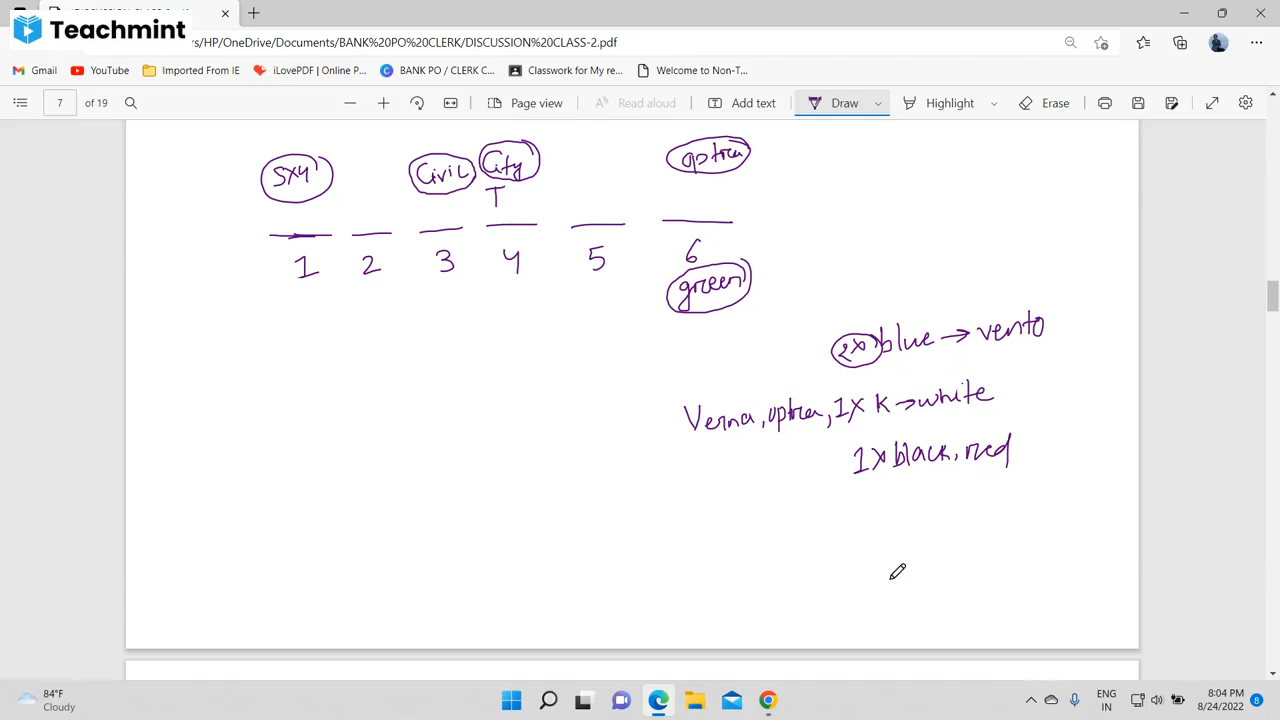 Teachmint
s/HP/OneDrive/Documents/BANK%20PO%20CLERK/DISCUSSION%20CLASS-2.pdf
Gmail YouTube Imported From IE iLovePDF | Online P... BANK PO / CLERK C... Classwork for My re... Welcome to Non-T...
7 of 19 Page view Read aloud Add text Draw Highlight Erase
SX4 Civic City optra
T
1 2 3 4 5 6
green
2X blue → vento
Verna, optra, 1X K → white
1X black, red
84°F
Cloudy
ENG
IN
8:04 PM
8/24/2022
8